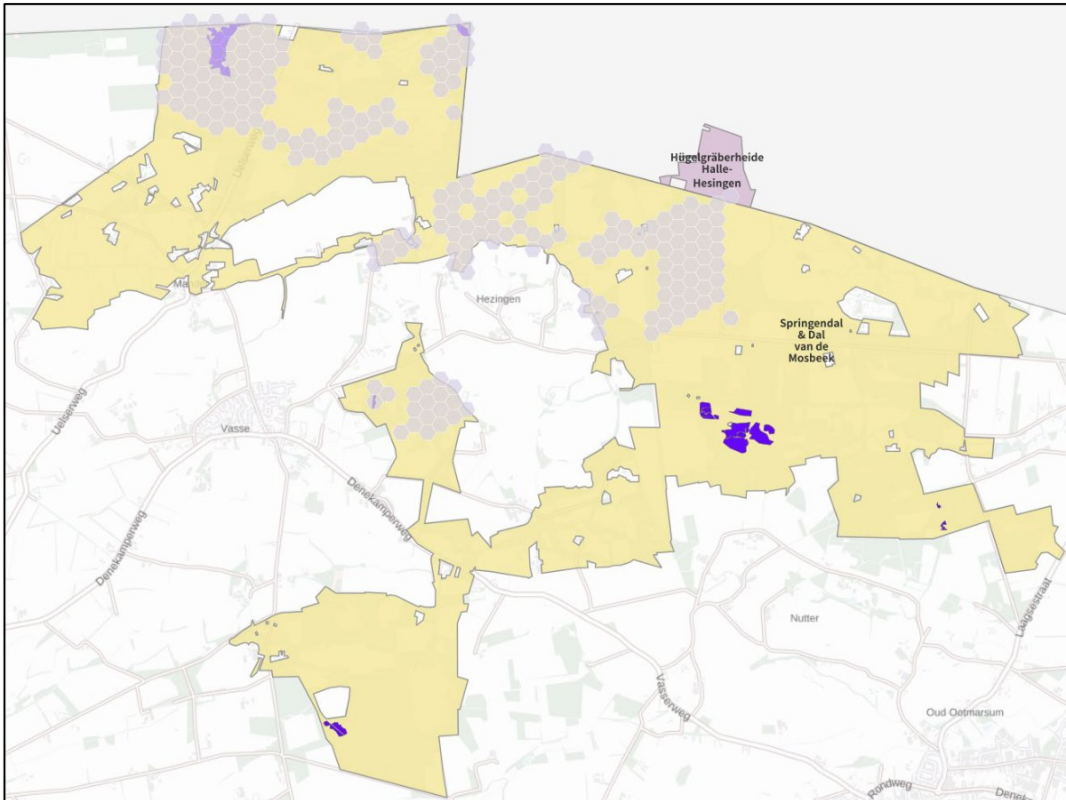 Uelserweg
Hügelgräberheide
Halle-
Hesingen
Hezingen
Springendal
& Dal
van de
Mosbeek
Uelserweg
Vasse
Denekamperweg
Denekamperweg
Nutter
Laagsestraat
Vasserweg
Oud Ootmarsum
Rondweg